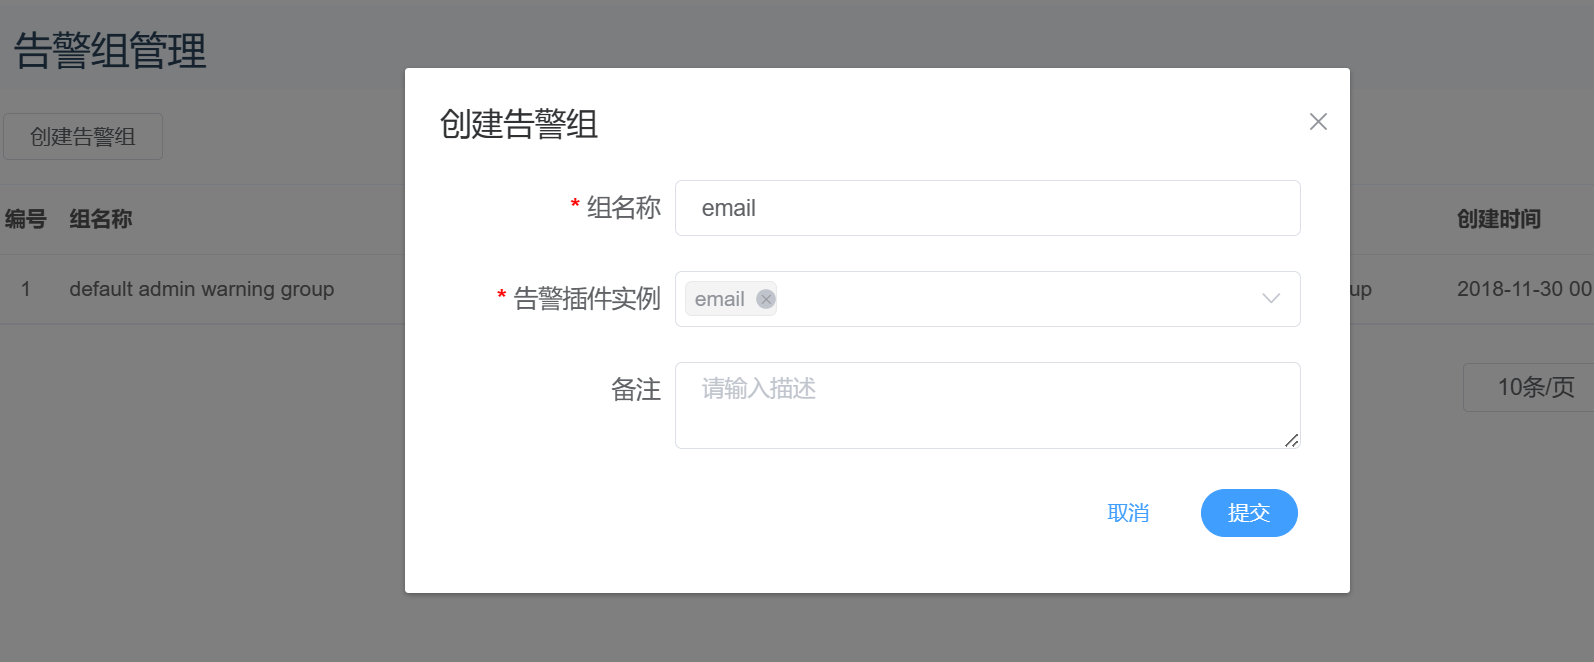 告警组管理
创建告警组
编号 组名称 创建时间
1 default admin warning group up 2018-11-30 00
10条/页
创建告警组
* 组名称 email
* 告警插件实例 email
备注 请输入描述
取消 提交